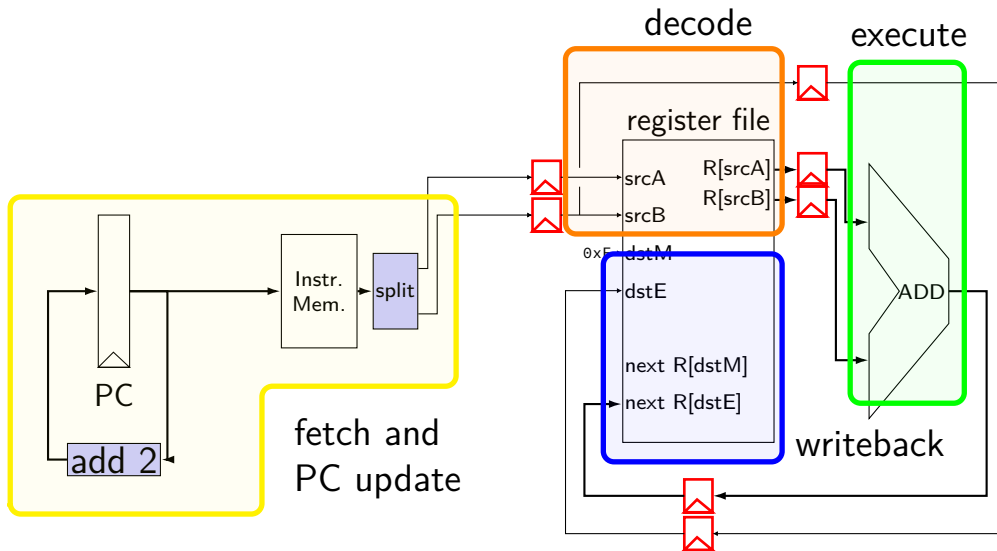 decode
execute
register file
srcA
R[srcA]
srcB
R[srcB]
0xF
dstM
dstE
Instr.
Mem.
split
ADD
PC
add 2
next R[dstM]
next R[dstE]
fetch and
PC update
writeback